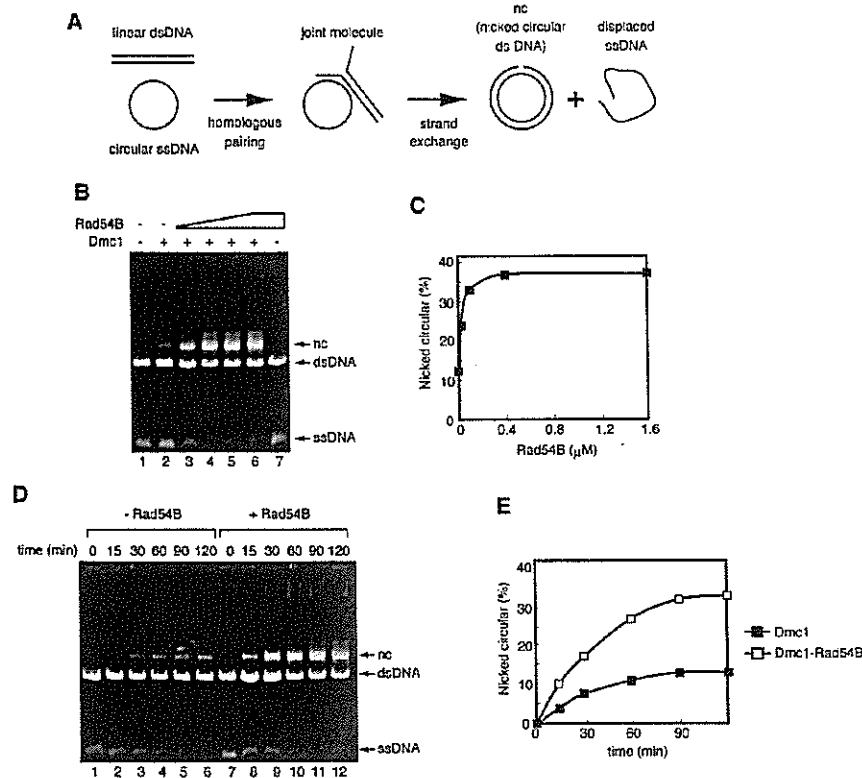 A
linear dsDNA
circular ssDNA
homologous
pairing
joint molecule
strand
exchange
nc
(nicked circular
ds DNA)
+
displaced
ssDNA
B
Rad54B - -
Dmc1 - + + + + + -
nc
dsDNA
ssDNA
1 2 3 4 5 6 7
C
Nicked circular (%)
40
30
20
10
0
0 0.4 0.8 1.2 1.6
Rad54B (μM)
D
- Rad54B + Rad54B
time (min) 0 15 30 60 90 120 0 15 30 60 90 120
nc
dsDNA
ssDNA
1 2 3 4 5 6 7 8 9 10 11 12
E
Nicked circular (%)
40
30
20
10
0
0 30 60 90
time (min)
Dmc1
Dmc1-Rad54B